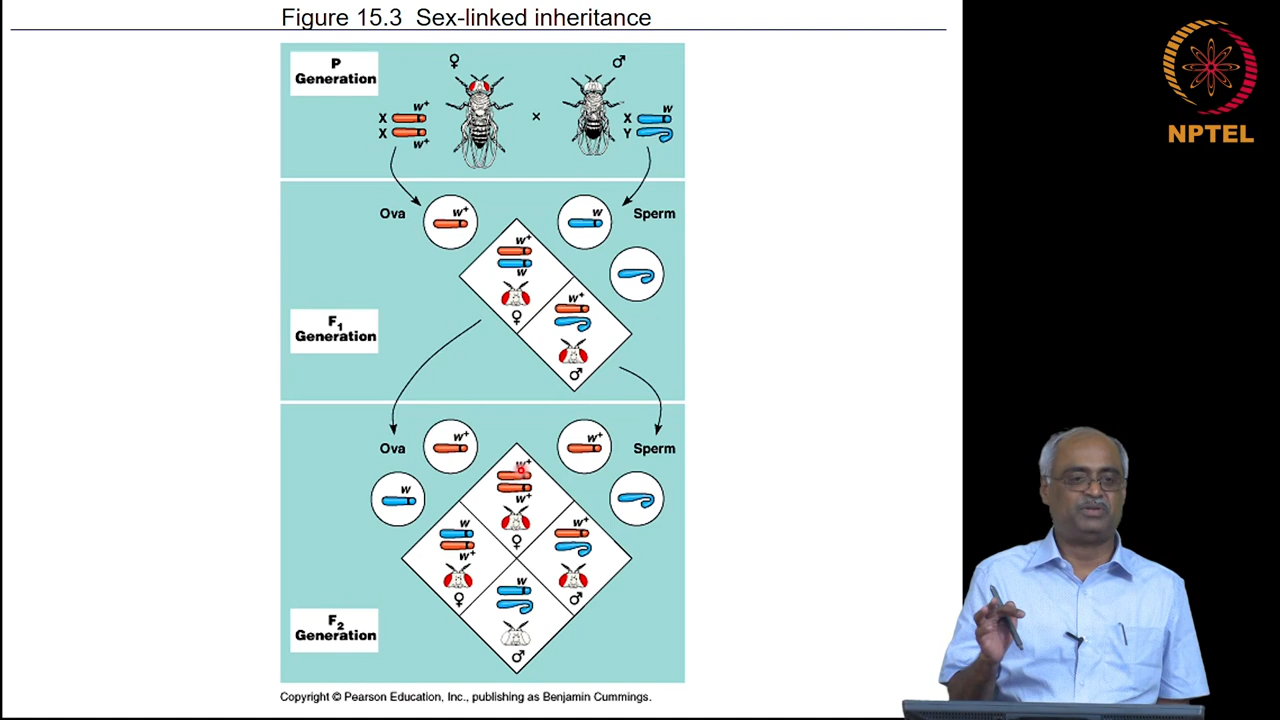 Figure 15.3 Sex-linked inheritance
P
Generation
♀
♂
X
w+
X
w+
×
X
w
Y
NPTEL
Ova
w+
w
Sperm
w+
w
♀
w+
♂
F1
Generation
Ova
w+
w+
Sperm
w
w+
w+
♀
w
w+
♀
w+
♂
w
♂
F2
Generation
Copyright © Pearson Education, Inc., publishing as Benjamin Cummings.